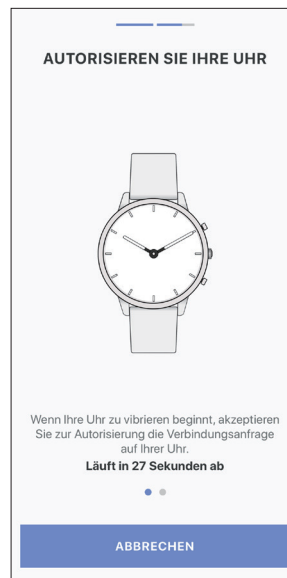 AUTORISIEREN SIE IHRE UHR
Wenn Ihre Uhr zu vibrieren beginnt, akzeptieren
Sie zur Autorisierung die Verbindungsanfrage
auf Ihrer Uhr.
Läuft in 27 Sekunden ab
ABBRECHEN